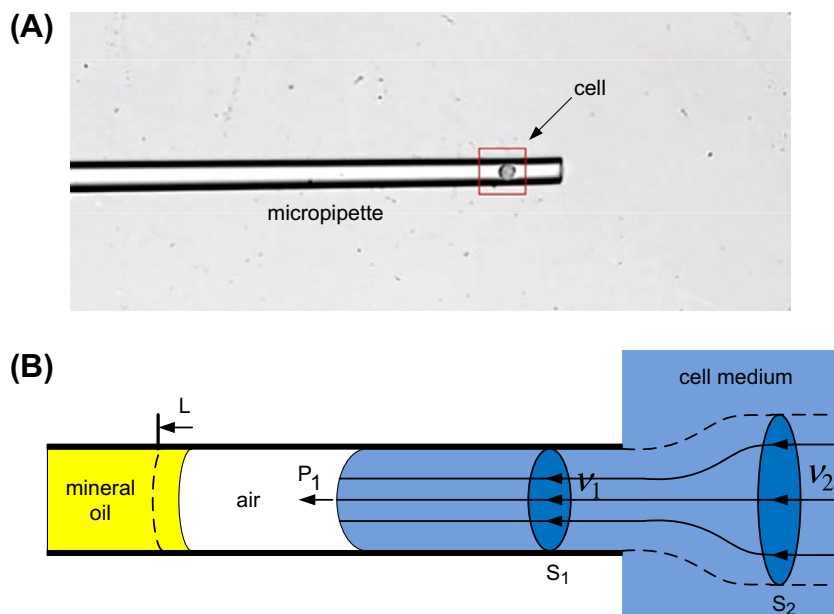 (A)
cell
micropipette
(B)
cell medium
L
mineral
oil
air
P1
v1
v2
S1
S2